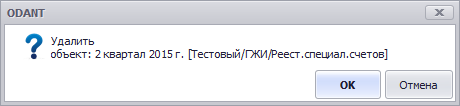 ODANT
Удалить
объект: 2 квартал 2015 г. [Тестовый/ГЖИ/Реест.специал.счетов]
OK
Отмена